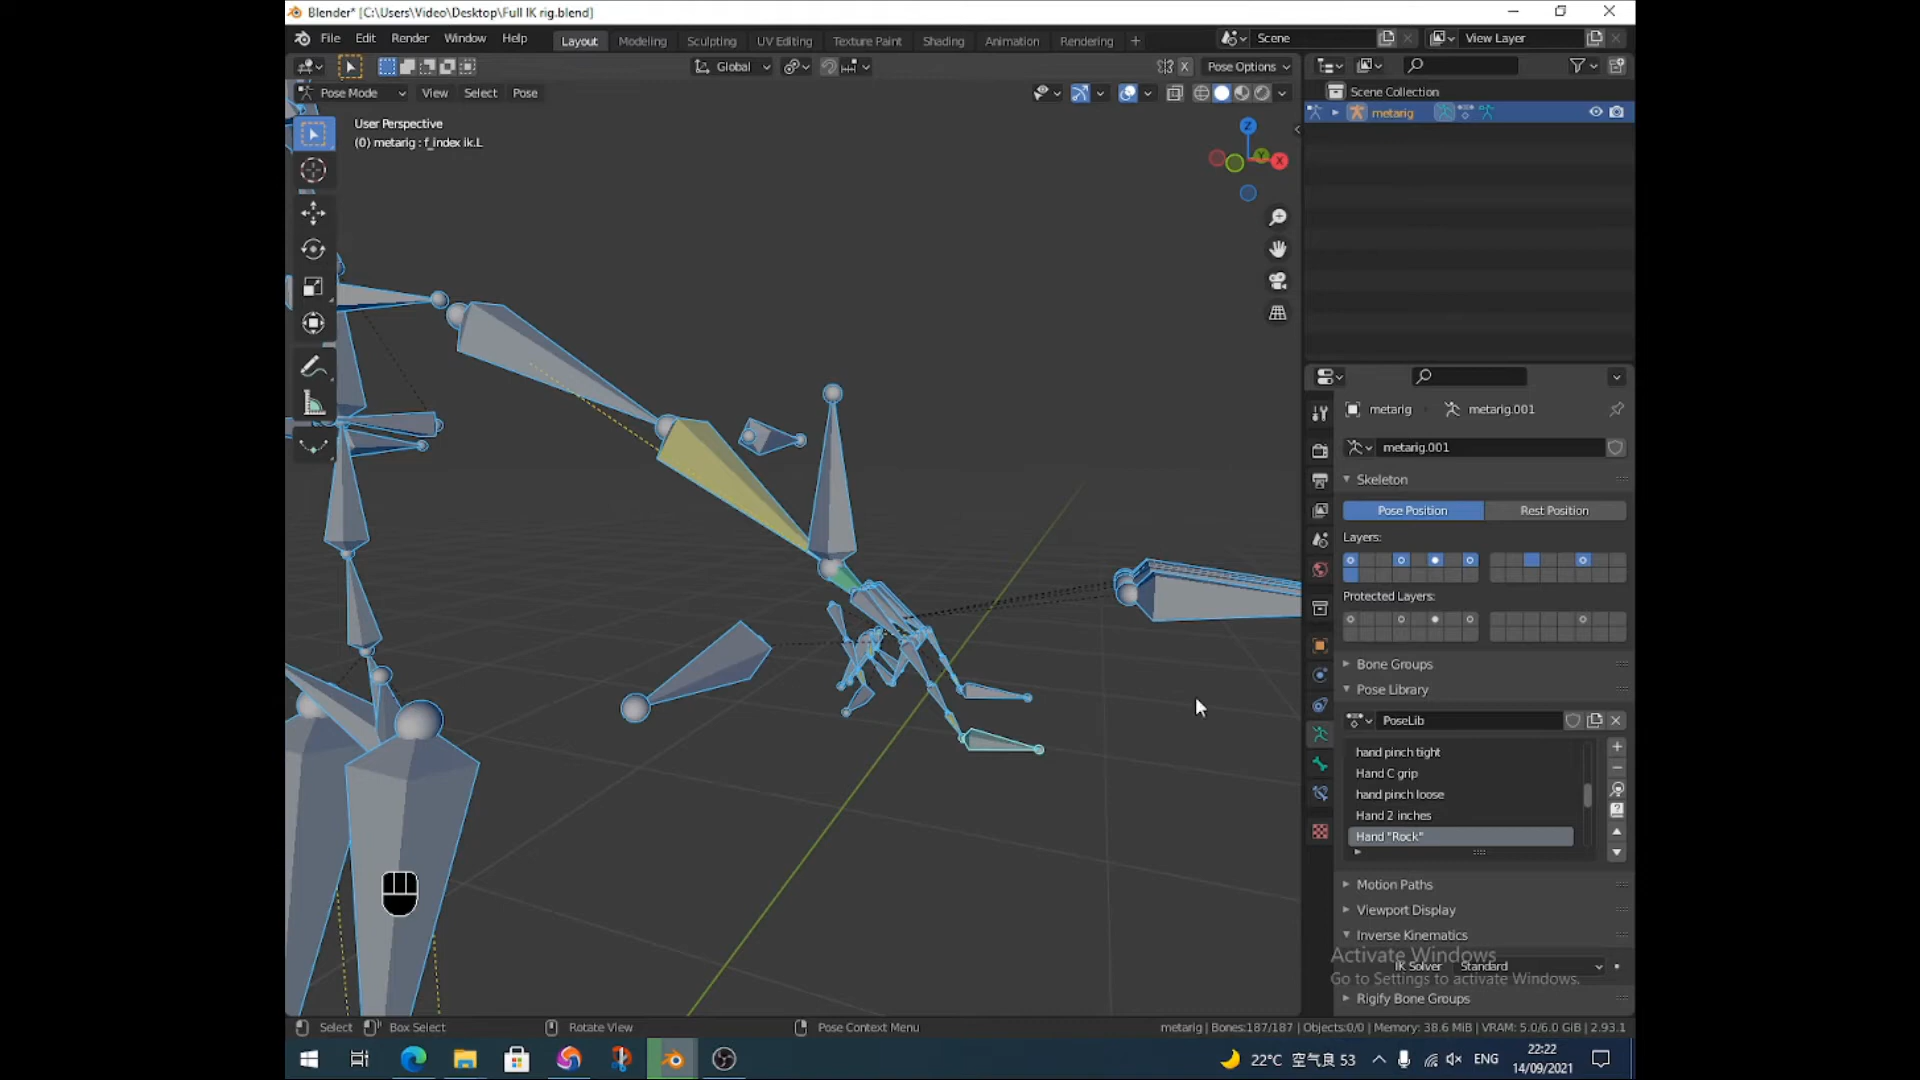 Blender* [C:\Users\Video\Desktop\Full IK rig.blend]
File Edit Render Window Help Layout Modeling Sculpting UV Editing Texture Paint Shading Animation Rendering + Scene View Layer
Global Pose Options
Pose Mode View Select Pose
User Perspective
(0) metarig : f_index ik.L
Z
Y
X
Scene Collection
metarig
metarig metarig.001
metarig.001
Skeleton
Pose Position Rest Position
Layers:
Protected Layers:
Bone Groups
Pose Library
PoseLib
hand pinch tight
Hand C grip
hand pinch loose
Hand 2 inches
Hand "Rock"
Motion Paths
Viewport Display
Inverse Kinematics
Activate Windows
IK Solver Standard
Go to Settings to activate Windows.
Rigify Bone Groups
Select Box Select Rotate View Pose Context Menu metarig | Bones:187/187 | Objects:0/0 | Memory: 38.6 MiB | VRAM: 5.0/6.0 GiB | 2.93.1
22°C 空气良 53 ENG
22:22
14/09/2021